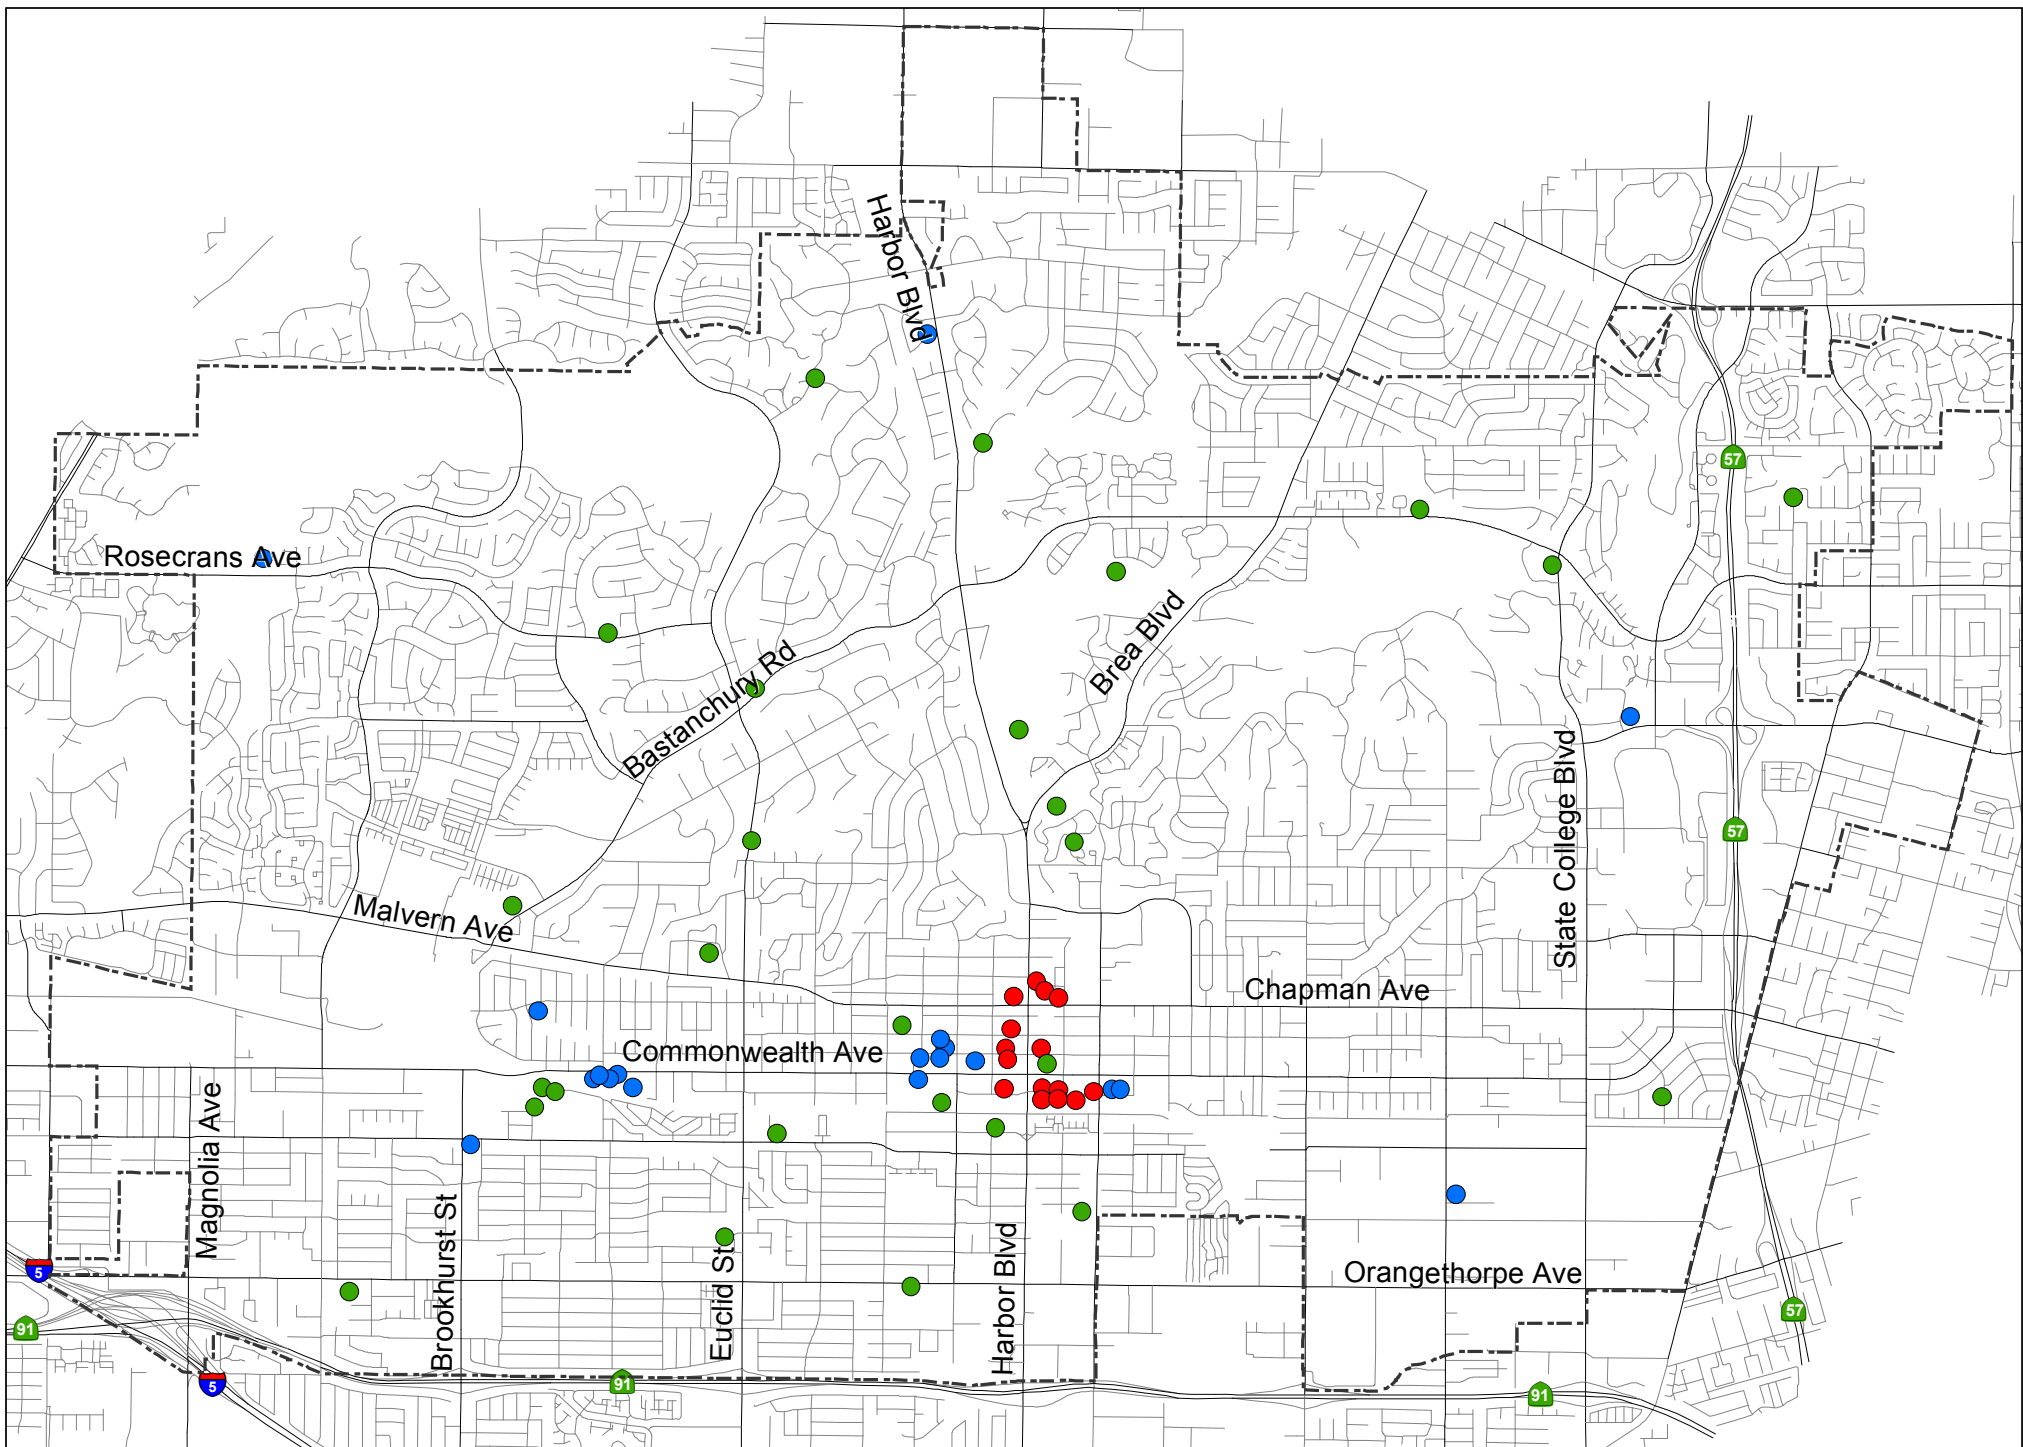 Harbor Blvd
57
Rosecrans Ave
Brea Blvd
Bastanchury Rd
State College Blvd
57
Malvern Ave
Chapman Ave
Commonwealth Ave
Magnolia Ave
Brookhurst St
Euclid St
Harbor Blvd
Orangethorpe Ave
5
57
91
5
91
91